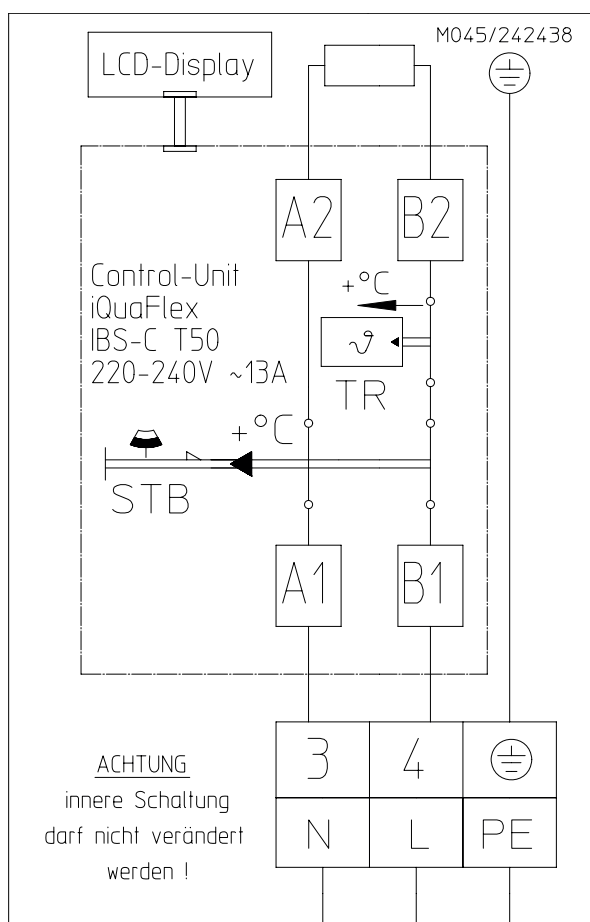 M045/242438
LCD-Display
A2
B2
Control-Unit
iQuaFlex
IBS-C T50
220-240V ~13A
+°C
ϑ
TR
+°C
STB
A1
B1
3
4
ACHTUNG
innere Schaltung
darf nicht verändert
werden !
N
L
PE